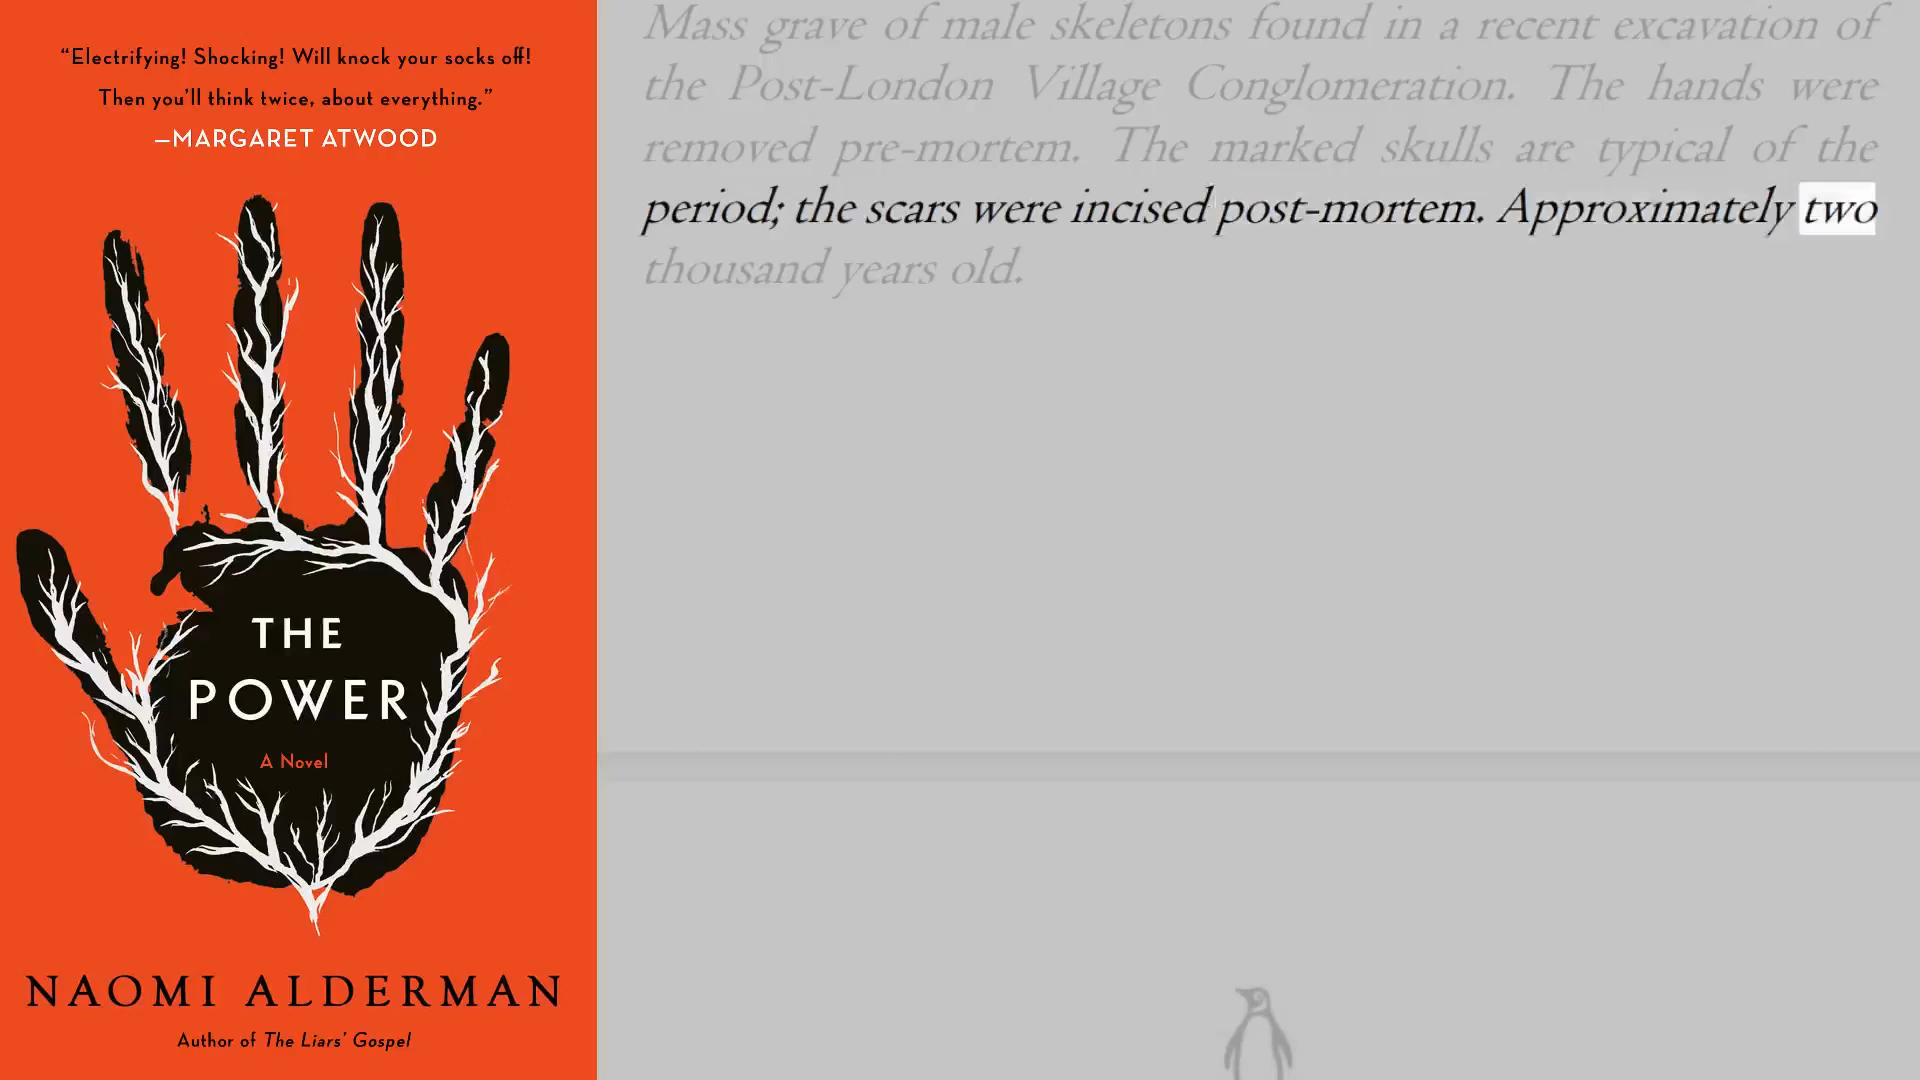 “Electrifying! Shocking! Will knock your socks off!
Then you’ll think twice, about everything.”
—MARGARET ATWOOD
THE
POWER
A Novel
NAOMI ALDERMAN
Author of The Liars’ Gospel
Mass grave of male skeletons found in a recent excavation of
the Post-London Village Conglomeration. The hands were
removed pre-mortem. The marked skulls are typical of the
period; the scars were incised post-mortem. Approximately two
thousand years old.